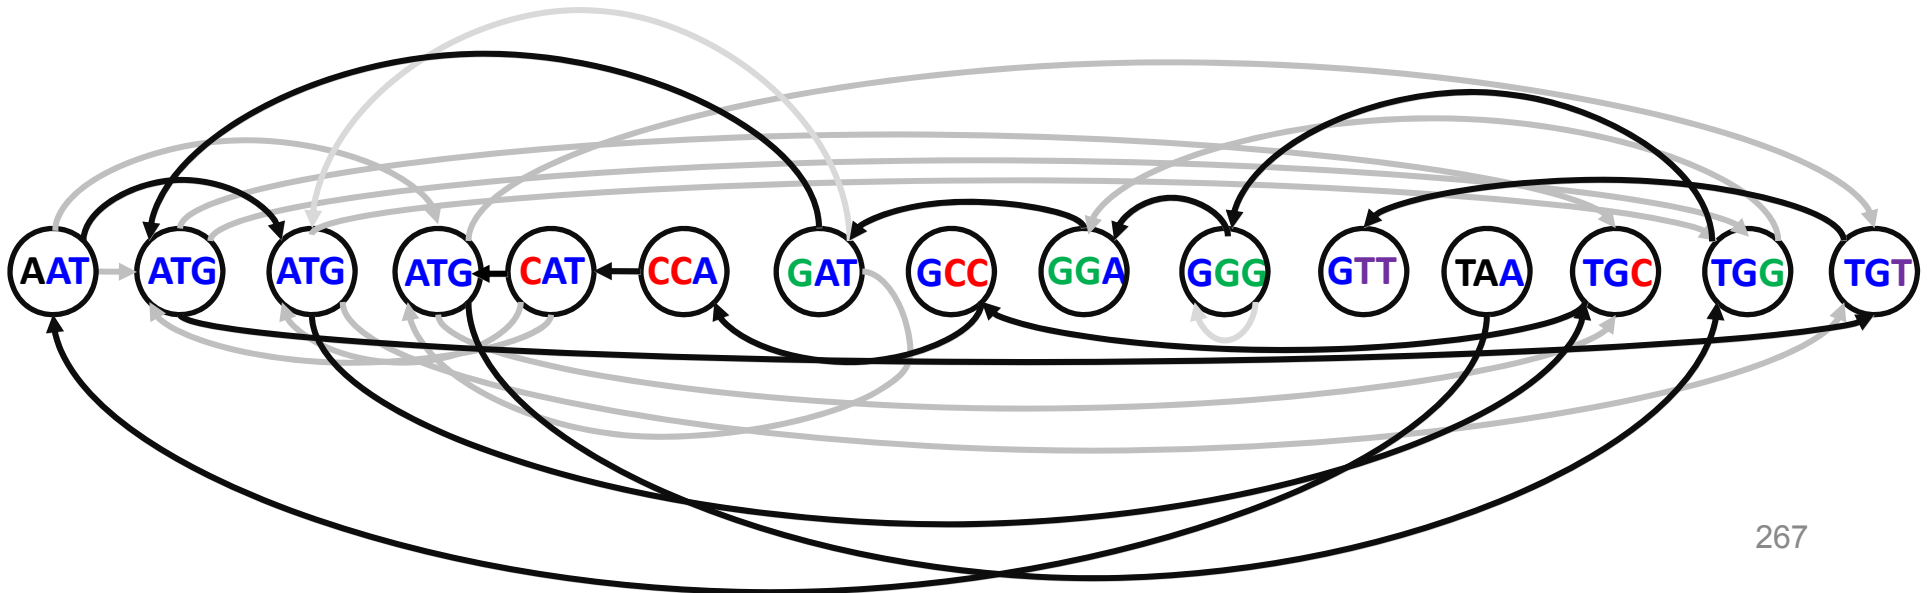 AAT ATG ATG ATG CAT CCA GAT GCC GGA GGG GTT TAA TGC TGG TGT
267